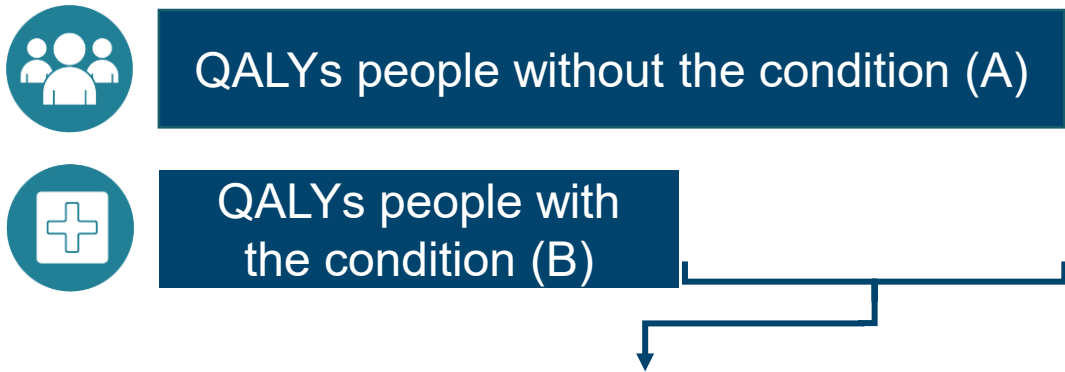 QALYs people without the condition (A)
QALYs people with
the condition (B)